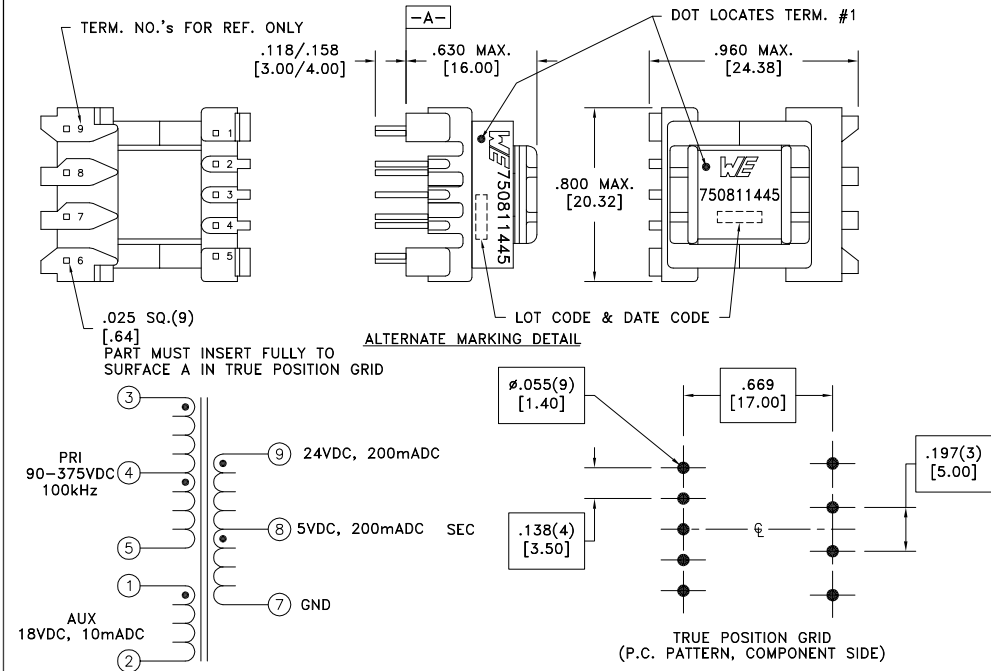 TERM. NO.'s FOR REF. ONLY
-A-
DOT LOCATES TERM. #1
.118/.158
[3.00/4.00]
.630 MAX.
[16.00]
.960 MAX.
[24.38]
9
8
7
6
1
2
3
4
5
WE 750811445
.800 MAX.
[20.32]
WE
750811445
.025 SQ.(9)
[.64]
PART MUST INSERT FULLY TO
SURFACE A IN TRUE POSITION GRID
LOT CODE & DATE CODE
ALTERNATE MARKING DETAIL
3
PRI
90-375VDC
100kHz
4
5
1
AUX
18VDC, 10mADC
2
9 24VDC, 200mADC
8 5VDC, 200mADC SEC
7 GND
ø.055(9)
[1.40]
.669
[17.00]
.197(3)
[5.00]
.138(4)
[3.50]
℄
TRUE POSITION GRID
(P.C. PATTERN, COMPONENT SIDE)